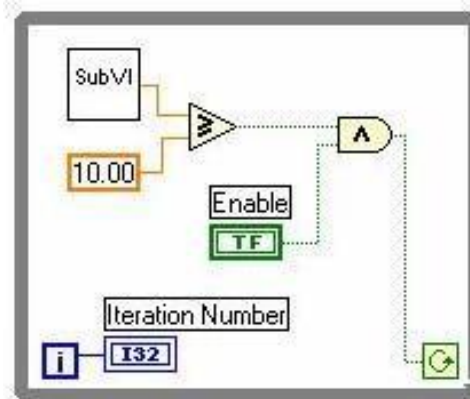 SubVI
≥
10.00
∧
Enable
TF
Iteration Number
i
I32